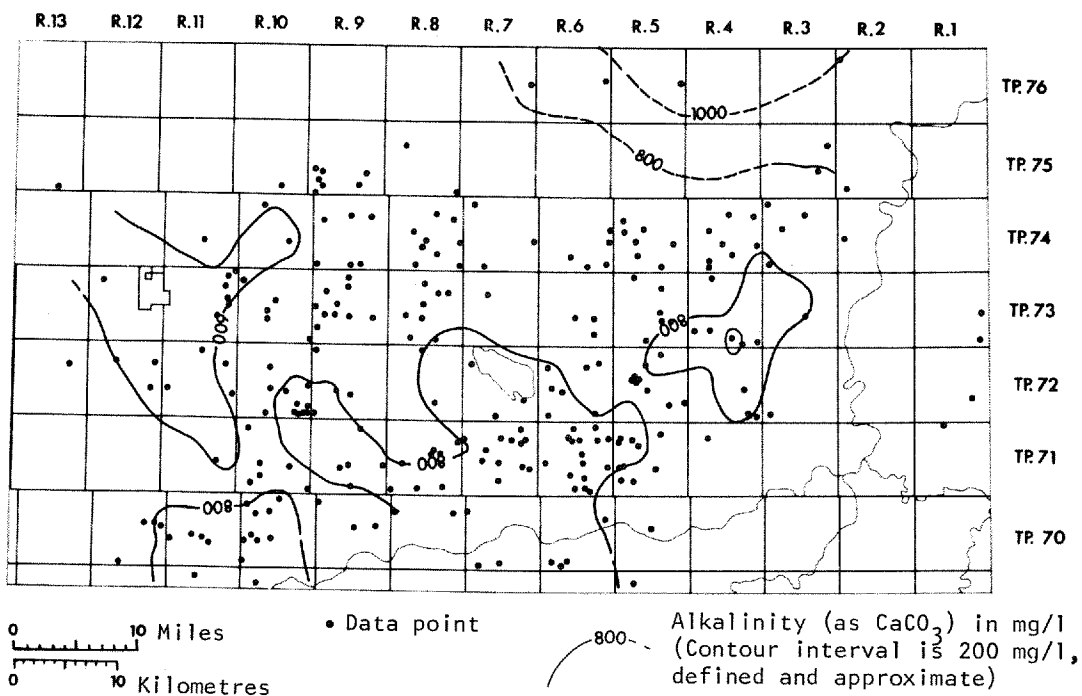 R.13 R.12 R.11 R.10 R.9 R.8 R.7 R.6 R.5 R.4 R.3 R.2 R.1
TP. 76
1000
800
TP. 75
TP. 74
TP. 73
600
800
TP. 72
800
TP. 71
800
TP. 70
0 10 Miles
0 10 Kilometres
• Data point
800-
Alkalinity (as CaCO3) in mg/l
(Contour interval is 200 mg/l,
defined and approximate)